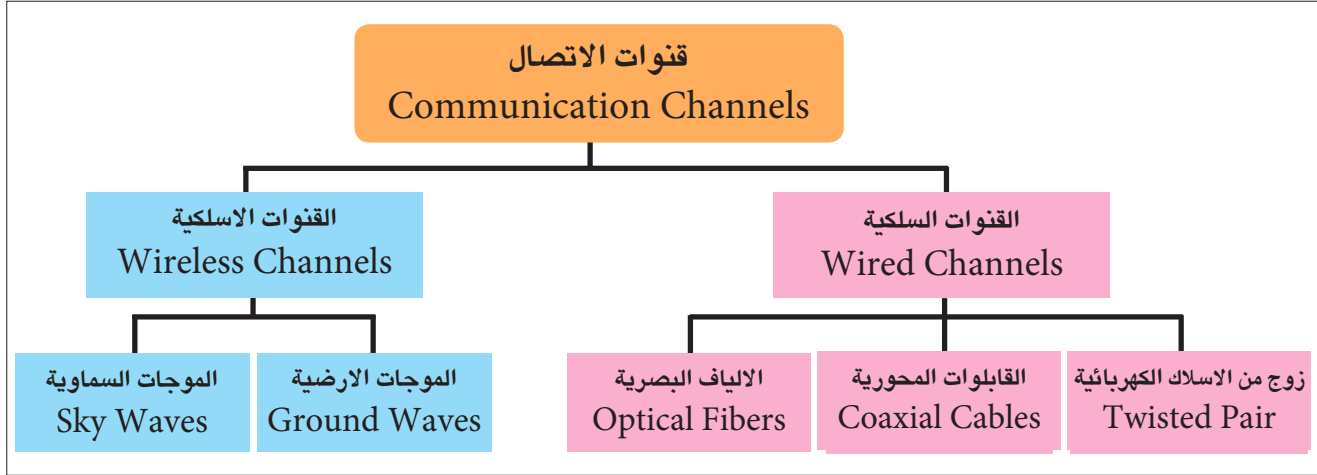 قنوات الاتصال
Communication Channels
القنوات السلكية
Wired Channels
القنوات الاسلكية
Wireless Channels
زوج من الاسلاك الكهربائية
Twisted Pair
القابلوات المحورية
Coaxial Cables
الالياف البصرية
Optical Fibers
الموجات الارضية
Ground Waves
الموجات السماوية
Sky Waves